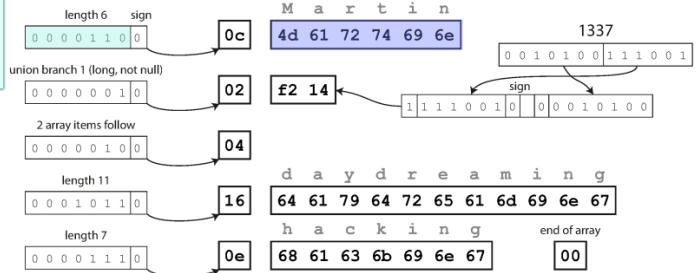 M a r t i n
length 6 sign
0 0 0 0 1 1 0 0 0c 4d 61 72 74 69 6e
1337
0 0 1 0 1 0 0 1 1 1 0 0 1
union branch 1 (long, not null)
0 0 0 0 0 0 1 0 02 f2 14
sign
1 1 1 1 0 0 1 0 0 0 0 1 0 1 0 0
2 array items follow
0 0 0 0 0 1 0 0 04
d a y d r e a m i n g
length 11
0 0 0 1 0 1 1 0 16 64 61 79 64 72 65 61 6d 69 6e 67
h a c k i n g
length 7 end of array
0 0 0 0 1 1 1 0 0e 68 61 63 6b 69 6e 67 00